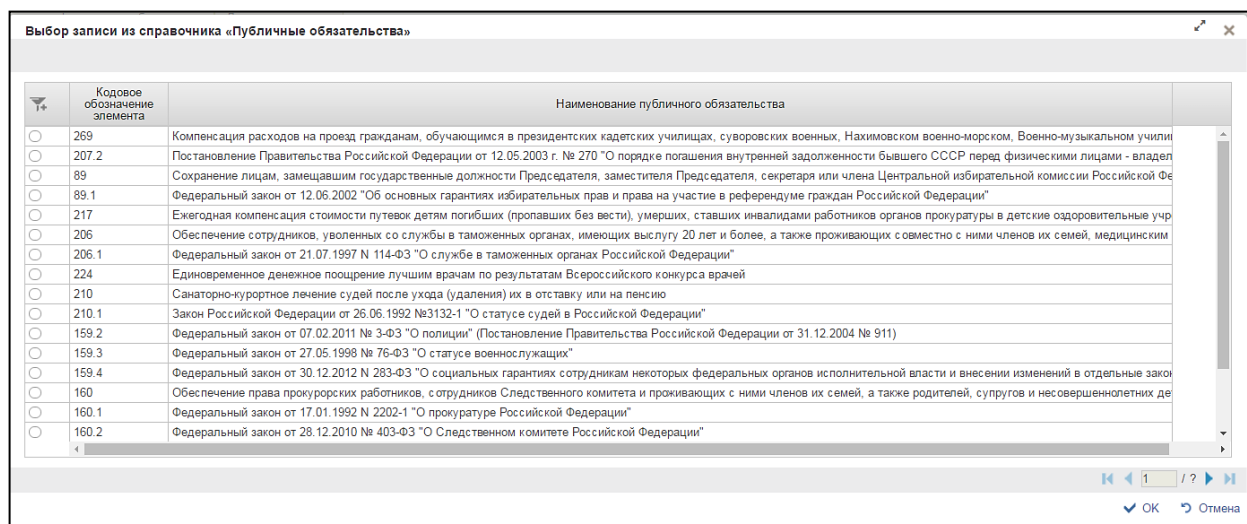 Выбор записи из справочника «Публичные обязательства»
Кодовое
обозначение
элемента
Наименование публичного обязательства
269 Компенсация расходов на проезд гражданам, обучающимся в президентских кадетских училищах, суворовских военных, Нахимовском военно-морском, Военно-музыкальном
207.2 Постановление Правительства Российской Федерации от 12.05.2003 г. № 270 "О порядке погашения внутренней задолженности бывшего СССР перед физическими лицами -
89 Сохранение лицам, замещавшим государственные должности Председателя, заместителя Председателя, секретаря или члена Центральной избирательной комиссии Российской
89.1 Федеральный закон от 12.06.2002 "Об основных гарантиях избирательных прав и права на участие в референдуме граждан Российской Федерации"
217 Ежегодная компенсация стоимости путевок детям погибших (пропавших без вести), умерших, ставших инвалидами работников органов прокуратуры в детские оздоровительные
206 Обеспечение сотрудников, уволенных со службы в таможенных органах, имеющих выслугу 20 лет и более, а также проживающих совместно с ними членов их семей, медицинским
206.1 Федеральный закон от 21.07.1997 N 114-ФЗ "О службе в таможенных органах Российской Федерации"
224 Единовременное денежное поощрение лучшим врачам по результатам Всероссийского конкурса врачей
210 Санаторно-курортное лечение судей после ухода (удаления) их в отставку или на пенсию
210.1 Закон Российской Федерации от 26.06.1992 №3132-1 "О статусе судей в Российской Федерации"
159.2 Федеральный закон от 07.02.2011 № 3-ФЗ "О полиции" (Постановление Правительства Российской Федерации от 31.12.2004 № 911)
159.3 Федеральный закон от 27.05.1998 № 76-ФЗ "О статусе военнослужащих"
159.4 Федеральный закон от 30.12.2012 N 283-ФЗ "О социальных гарантиях сотрудникам некоторых федеральных органов исполнительной власти и внесении изменений в отдельные
160 Обеспечение права прокурорских работников, сотрудников Следственного комитета и проживающих с ними членов их семей, а также родителей, супругов и несовершеннолетних
160.1 Федеральный закон от 17.01.1992 N 2202-1 "О прокуратуре Российской Федерации"
160.2 Федеральный закон от 28.12.2010 № 403-ФЗ "О Следственном комитете Российской Федерации"
1 / ?
OK Отмена